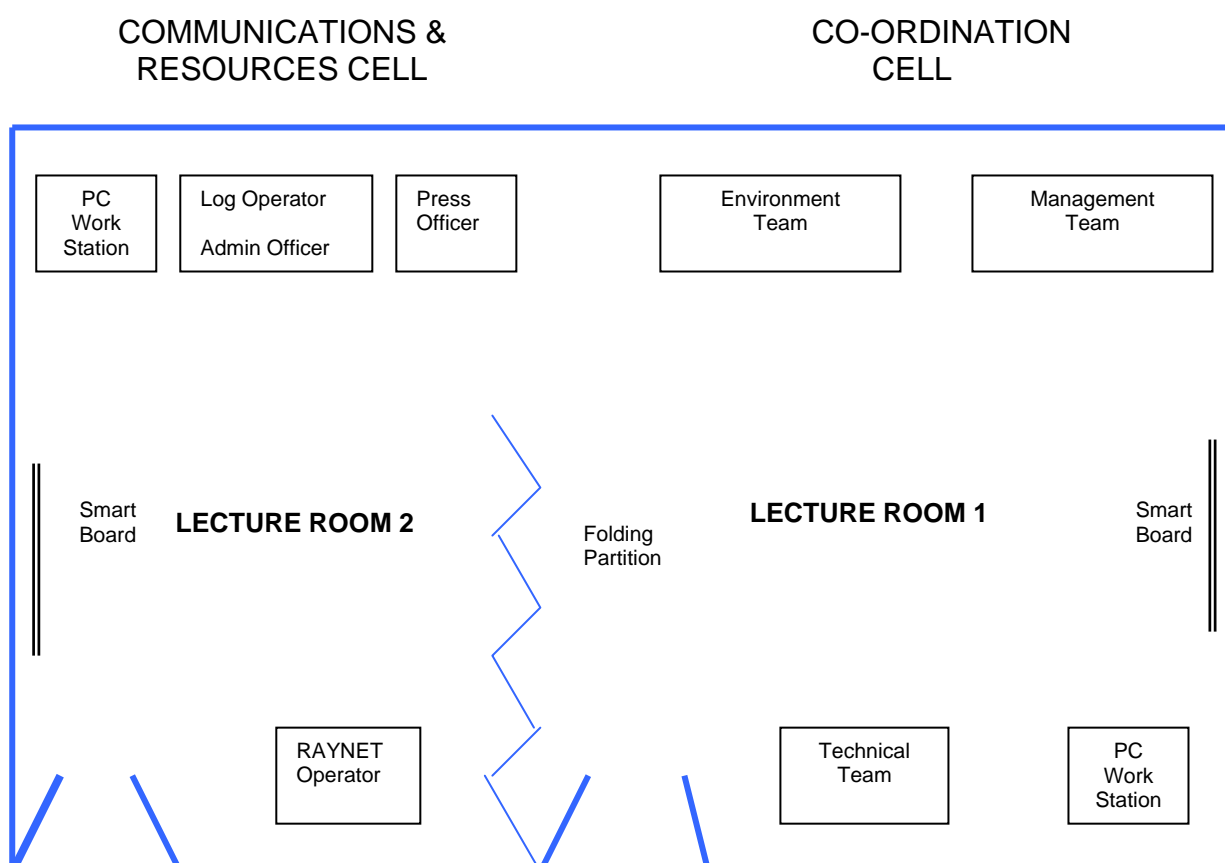 COMMUNICATIONS &
RESOURCES CELL
CO-ORDINATION
CELL
PC
Work
Station
Log Operator
Admin Officer
Press
Officer
Environment
Team
Management
Team
Smart
Board
LECTURE ROOM 2
Folding
Partition
LECTURE ROOM 1
Smart
Board
RAYNET
Operator
Technical
Team
PC
Work
Station